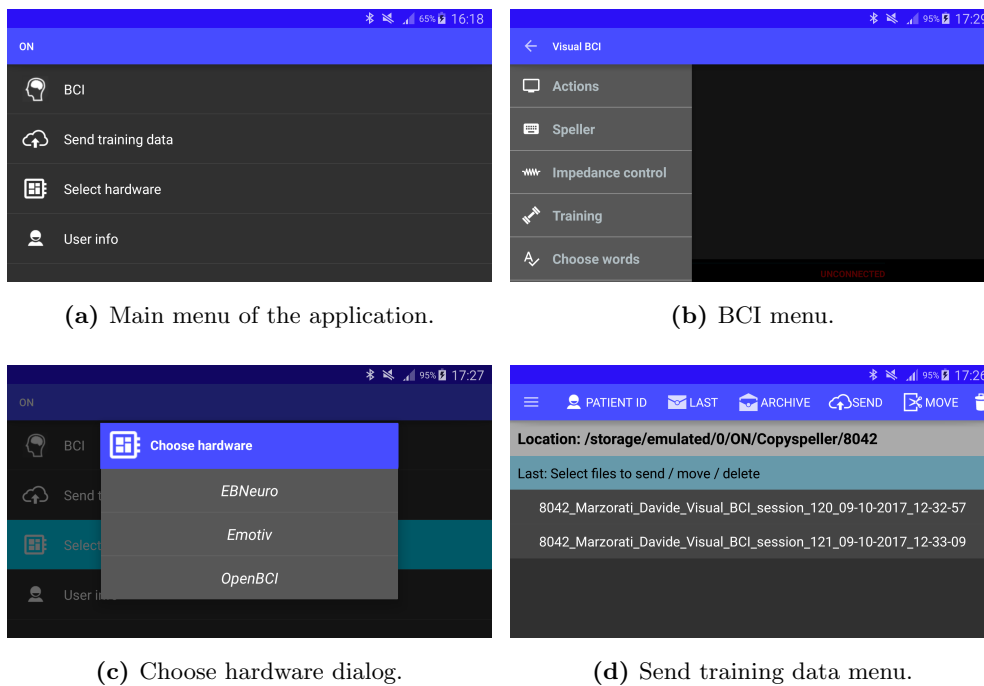 65% 16:18
ON
BCI
Send training data
Select hardware
User info
(a) Main menu of the application.
95% 17:29
Visual BCI
Actions
Speller
Impedance control
Training
Choose words
UNCONNECTED
(b) BCI menu.
95% 17:27
ON
BCI
Choose hardware
Send t
EBNeuro
Select
Emotiv
OpenBCI
User in
(c) Choose hardware dialog.
95% 17:26
PATIENT ID LAST ARCHIVE SEND MOVE
Location: /storage/emulated/0/ON/Copyspeller/8042
Last: Select files to send / move / delete
8042_Marzorati_Davide_Visual_BCI_session_120_09-10-2017_12-32-57
8042_Marzorati_Davide_Visual_BCI_session_121_09-10-2017_12-33-09
(d) Send training data menu.